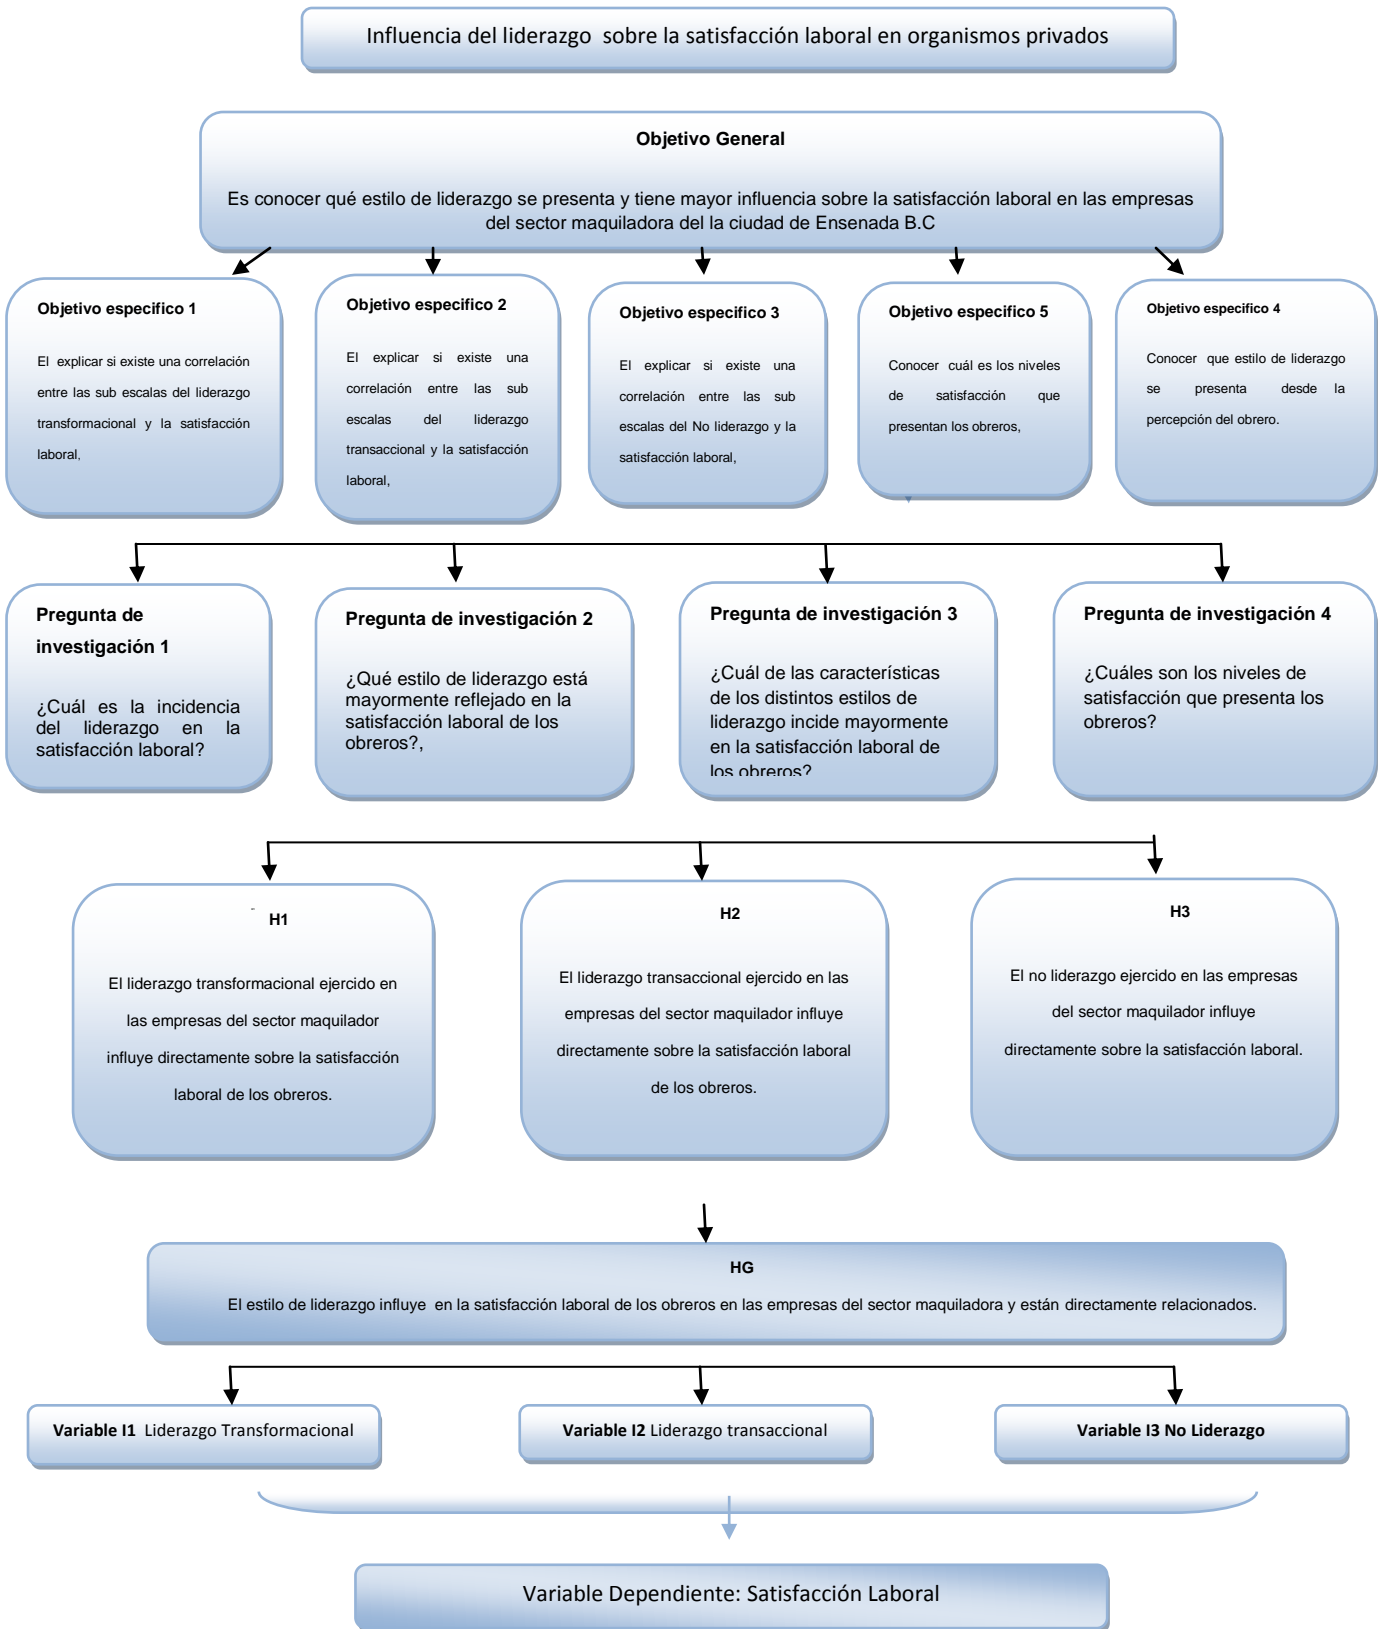 Influencia del liderazgo sobre la satisfacción laboral en organismos privados
Objetivo General
Es conocer qué estilo de liderazgo se presenta y tiene mayor influencia sobre la satisfacción laboral en las empresas
del sector maquiladora del la ciudad de Ensenada B.C
Objetivo especifico 1
El explicar si existe una correlación
entre las sub escalas del liderazgo
transformacional y la satisfacción
laboral,
Objetivo especifico 2
El explicar si existe una
correlación entre las sub
escalas del liderazgo
transaccional y la satisfacción
laboral,
Objetivo especifico 3
El explicar si existe una
correlación entre las sub
escalas del No liderazgo y la
satisfacción laboral,
Objetivo especifico 5
Conocer cuál es los niveles
de satisfacción que
presentan los obreros,
Objetivo especifico 4
Conocer que estilo de liderazgo
se presenta desde la
percepción del obrero.
Pregunta de
investigación 1
¿Cuál es la incidencia
del liderazgo en la
satisfacción laboral?
Pregunta de investigación 2
¿Qué estilo de liderazgo está
mayormente reflejado en la
satisfacción laboral de los
obreros?,
Pregunta de investigación 3
¿Cuál de las características
de los distintos estilos de
liderazgo incide mayormente
en la satisfacción laboral de
los obreros?
Pregunta de investigación 4
¿Cuáles son los niveles de
satisfacción que presenta los
obreros?
H1
El liderazgo transformacional ejercido en
las empresas del sector maquilador
influye directamente sobre la satisfacción
laboral de los obreros.
H2
El liderazgo transaccional ejercido en las
empresas del sector maquilador influye
directamente sobre la satisfacción laboral
de los obreros.
H3
El no liderazgo ejercido en las empresas
del sector maquilador influye
directamente sobre la satisfacción laboral.
HG
El estilo de liderazgo influye en la satisfacción laboral de los obreros en las empresas del sector maquiladora y están directamente relacionados.
Variable I1 Liderazgo Transformacional
Variable I2 Liderazgo transaccional
Variable I3 No Liderazgo
Variable Dependiente: Satisfacción Laboral